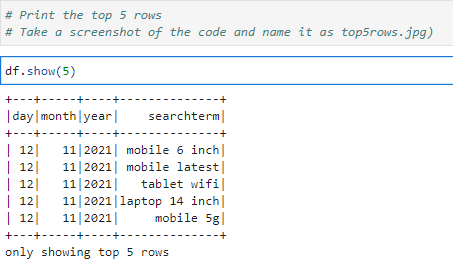 # Print the top 5 rows
# Take a screenshot of the code and name it as top5rows.jpg)
df.show(5)
+---+-----+----+--------------+
|day|month|year|    searchterm|
+---+-----+----+--------------+
| 12|   11|2021| mobile 6 inch|
| 12|   11|2021| mobile latest|
| 12|   11|2021|   tablet wifi|
| 12|   11|2021|laptop 14 inch|
| 12|   11|2021|     mobile 5g|
+---+-----+----+--------------+
only showing top 5 rows